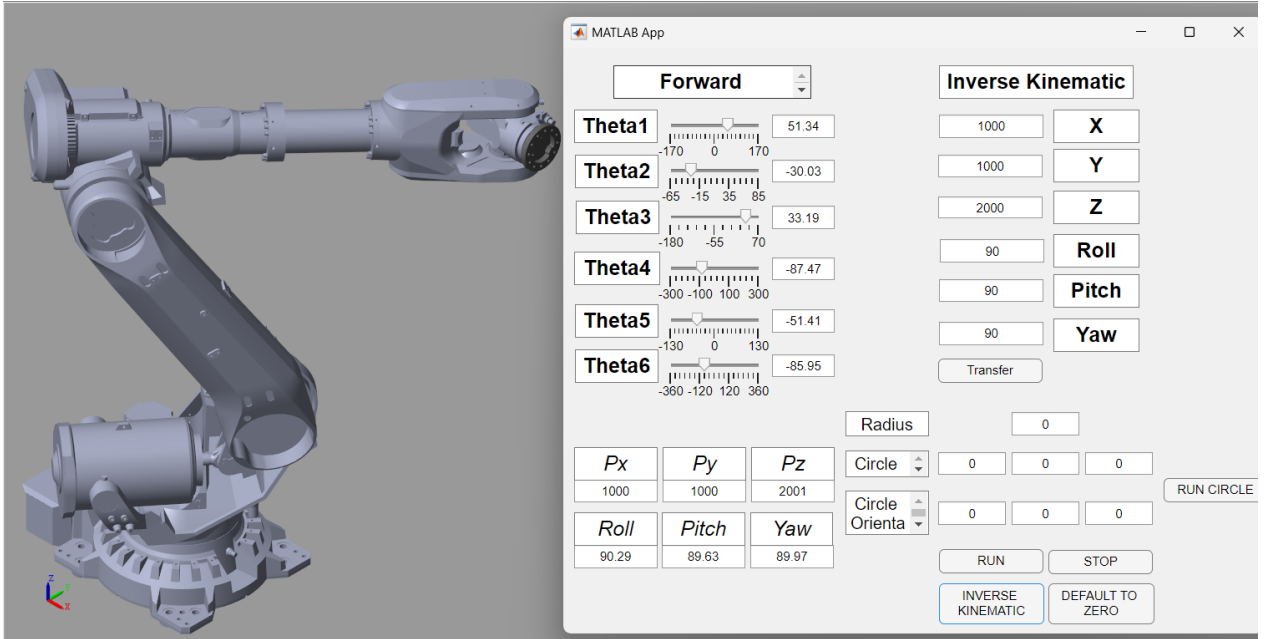 MATLAB App
Forward
Inverse Kinematic
Theta1
51.34
-170 0 170
1000
X
Theta2
-30.03
-65 -15 35 85
1000
Y
Theta3
33.19
-180 -55 70
2000
Z
Theta4
-87.47
-300 -100 100 300
90
Roll
Theta5
-51.41
-130 0 130
90
Pitch
Theta6
-85.95
-360 -120 120 360
90
Yaw
Transfer
Radius
0
Px Py Pz
1000 1000 2001
Circle
0 0 0
RUN CIRCLE
Circle
Orienta
0 0 0
Roll Pitch Yaw
90.29 89.63 89.97
RUN
STOP
INVERSE
KINEMATIC
DEFAULT TO
ZERO
Z
Y
X